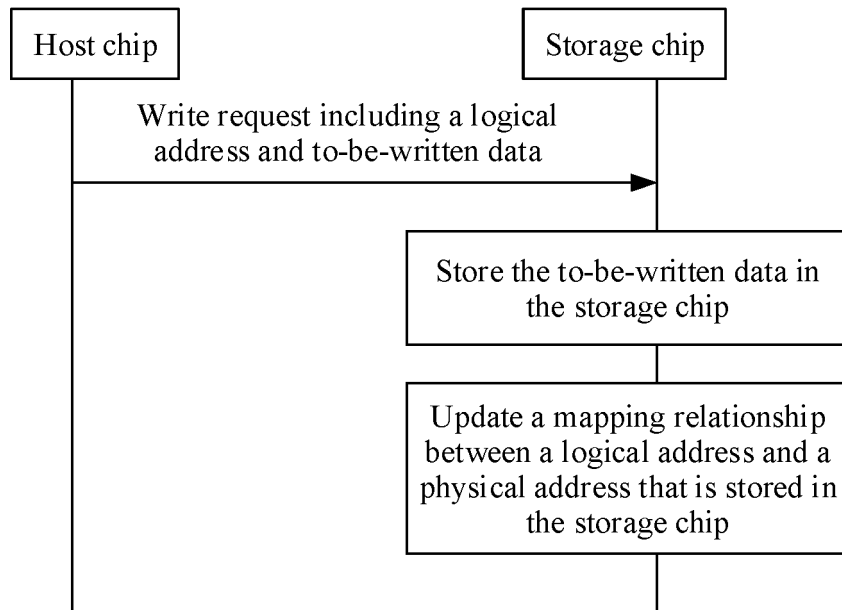 Host chip
Storage chip
Write request including a logical
address and to-be-written data
Store the to-be-written data in
the storage chip
Update a mapping relationship
between a logical address and a
physical address that is stored in
the storage chip